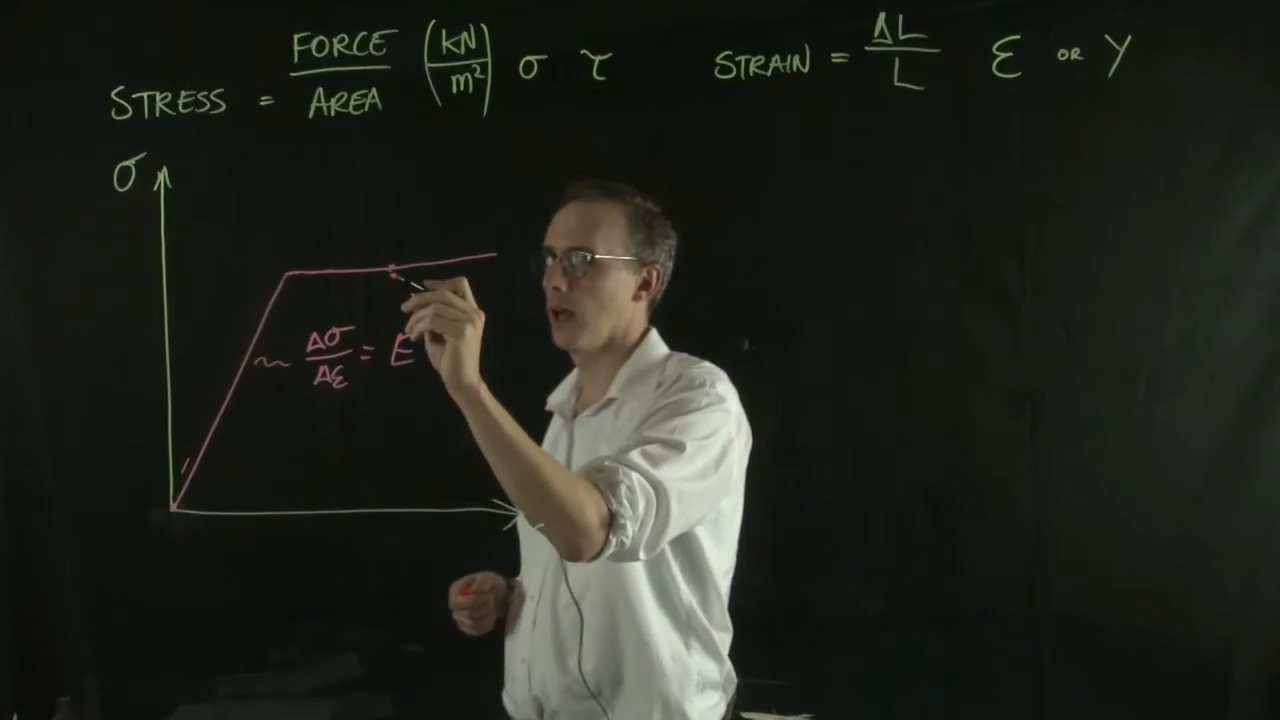 STRESS = FORCE / AREA (kN / m²) σ τ
STRAIN = ΔL / L ε OR γ
σ
~ Δσ / Δε = E